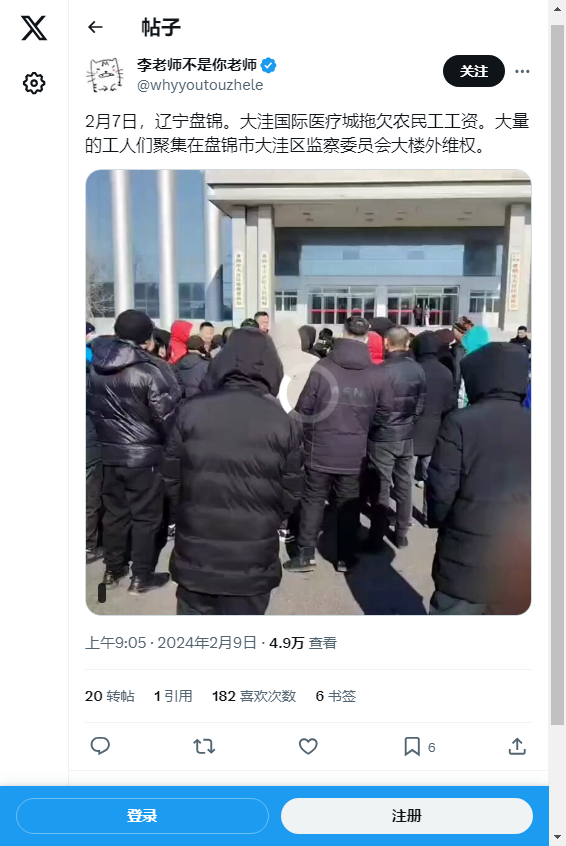 帖子
李老师不是你老师
关注
@whyyoutouzhele
2月7日，辽宁盘锦。大洼国际医疗城拖欠农民工工资。大量
的工人们聚集在盘锦市大洼区监察委员会大楼外维权。
上午9:05 · 2024年2月9日 · 4.9万 查看
20 转帖 1 引用 182 喜欢次数 6 书签
6
登录
注册